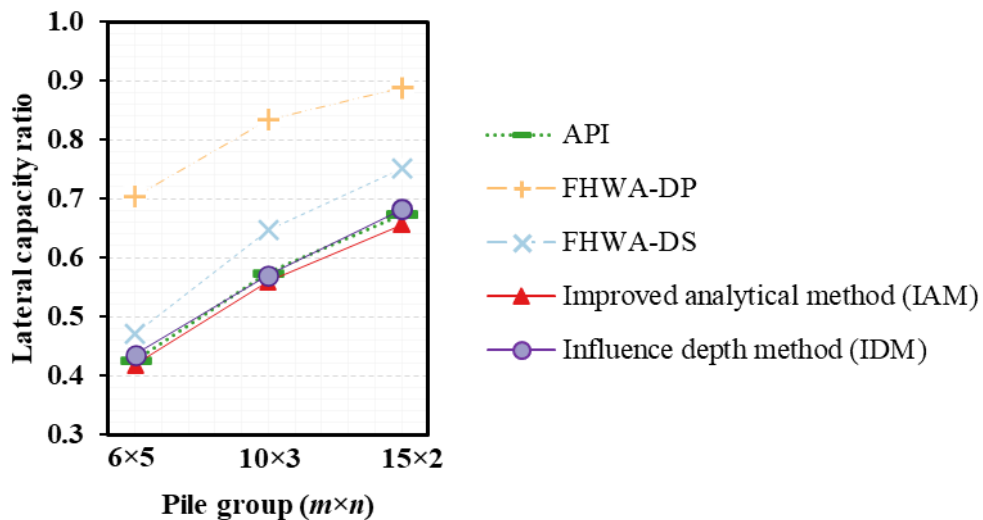 1.0
0.9
0.8
0.7
0.6
0.5
0.4
0.3
Lateral capacity ratio
6×5 10×3 15×2
Pile group (m×n)
API
FHWA-DP
FHWA-DS
Improved analytical method (IAM)
Influence depth method (IDM)